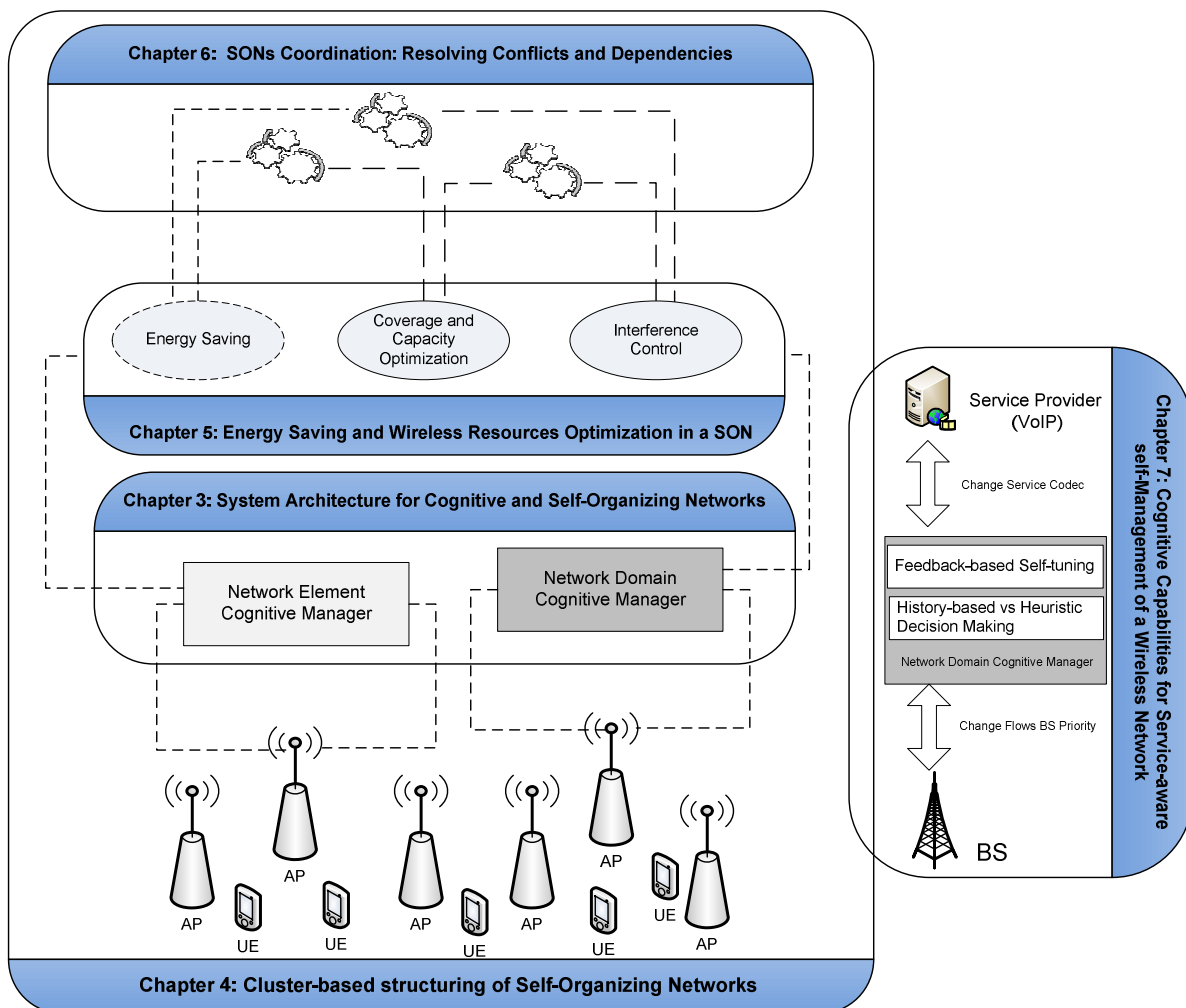 Chapter 6: SONs Coordination: Resolving Conflicts and Dependencies
Energy Saving
Coverage and
Capacity
Optimization
Interference
Control
Chapter 5: Energy Saving and Wireless Resources Optimization in a SON
Chapter 3: System Architecture for Cognitive and Self-Organizing Networks
Network Element
Cognitive Manager
Network Domain
Cognitive Manager
AP
AP
AP
AP
AP
AP
UE
UE
UE
UE
UE
Chapter 4: Cluster-based structuring of Self-Organizing Networks
Service Provider
(VoIP)
Change Service Codec
Feedback-based Self-tuning
History-based vs Heuristic
Decision Making
Network Domain Cognitive Manager
Change Flows BS Priority
BS
Chapter 7: Cognitive Capabilities for Service-aware
self-Management of a Wireless Network